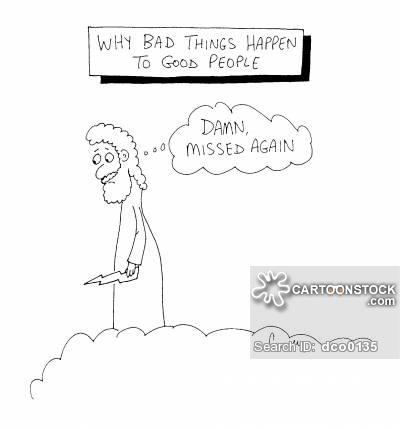 WHY BAD THINGS HAPPEN
TO GOOD PEOPLE
DAMN,
MISSED AGAIN
CARTOONSTOCK
.com
Search ID: dco0135